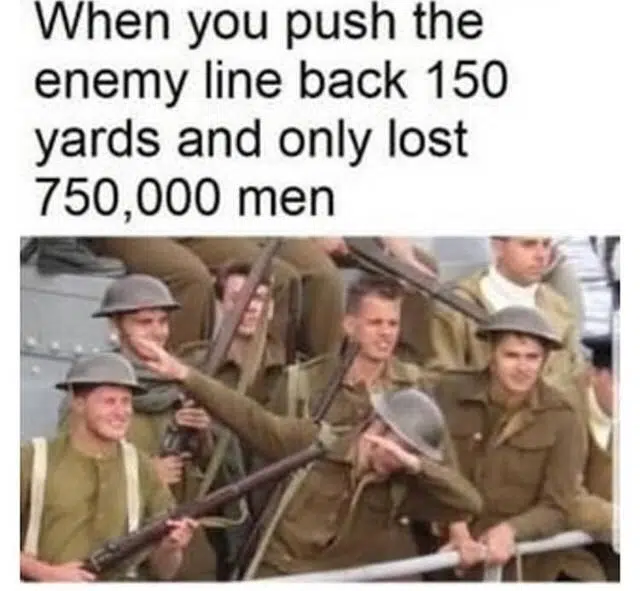 When you push the
enemy line back 150
yards and only lost
750,000 men